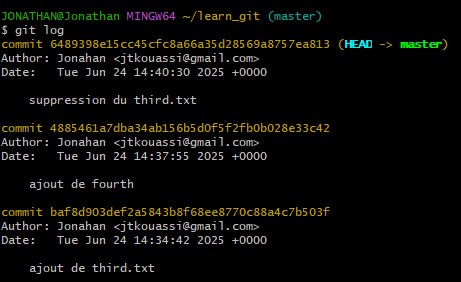 JONATHAN@Jonathan MINGW64 ~/learn_git (master)
$ git log
commit 6489398e15cc45cfc8a66a35d28569a8757ea813 (HEAD -> master)
Author: Jonahan <jtkouassi@gmail.com>
Date:   Tue Jun 24 14:40:30 2025 +0000
    suppression du third.txt
commit 4885461a7dba34ab156b5d0f5f2fb0b028e33c42
Author: Jonahan <jtkouassi@gmail.com>
Date:   Tue Jun 24 14:37:55 2025 +0000
    ajout de fourth
commit baf8d903def2a5843b8f68ee8770c88a4c7b503f
Author: Jonahan <jtkouassi@gmail.com>
Date:   Tue Jun 24 14:34:42 2025 +0000
    ajout de third.txt